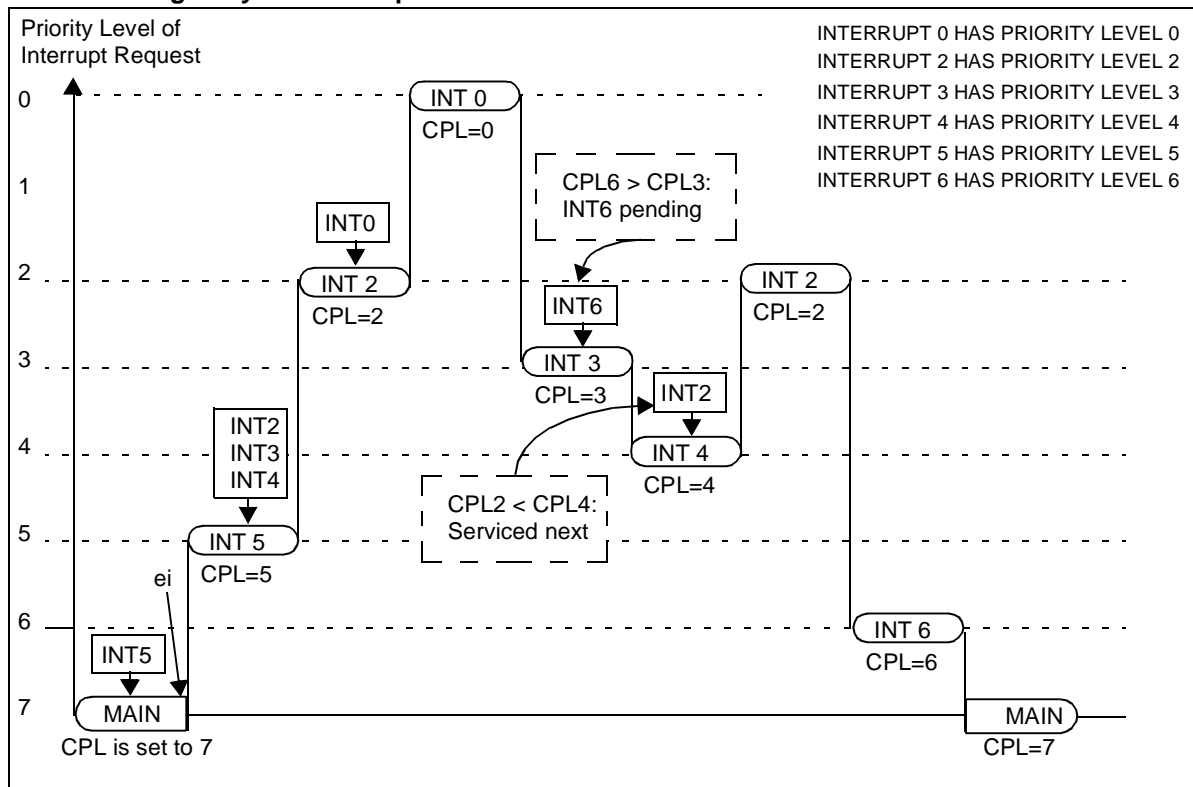 Priority Level of
Interrupt Request
INTERRUPT 0 HAS PRIORITY LEVEL 0
INTERRUPT 2 HAS PRIORITY LEVEL 2
INTERRUPT 3 HAS PRIORITY LEVEL 3
INTERRUPT 4 HAS PRIORITY LEVEL 4
INTERRUPT 5 HAS PRIORITY LEVEL 5
INTERRUPT 6 HAS PRIORITY LEVEL 6
0
INT 0
CPL=0
1
CPL6 > CPL3:
INT6 pending
INT0
2
INT 2
CPL=2
INT6
INT 2
CPL=2
3
INT 3
CPL=3
INT2
INT2
INT3
INT4
4
INT 4
CPL=4
CPL2 < CPL4:
Serviced next
5
INT 5
CPL=5
ei
6
INT 6
CPL=6
INT5
7
MAIN
CPL is set to 7
MAIN
CPL=7